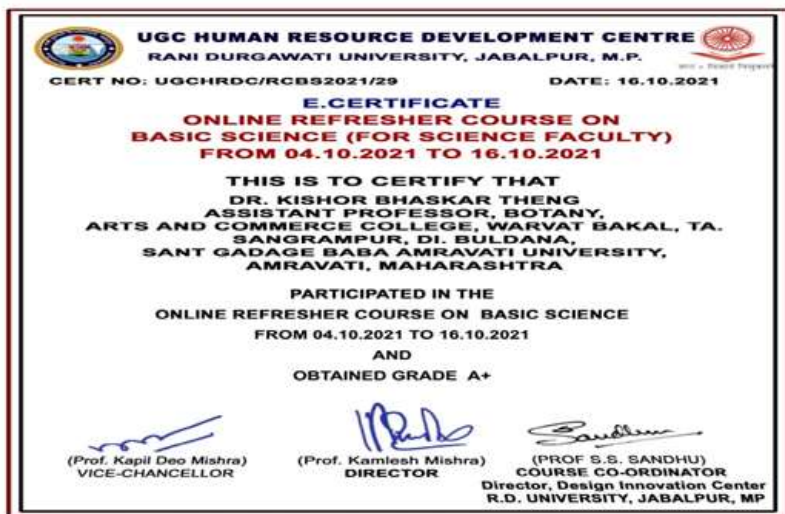 UGC HUMAN RESOURCE DEVELOPMENT CENTRE
RANI DURGAWATI UNIVERSITY, JABALPUR, M.P.
CERT NO: UGCHRDC/RCBS2021/29 DATE: 16.10.2021
E.CERTIFICATE
ONLINE REFRESHER COURSE ON
BASIC SCIENCE (FOR SCIENCE FACULTY)
FROM 04.10.2021 TO 16.10.2021
THIS IS TO CERTIFY THAT
DR. KISHOR BHASKAR THENG
ASSISTANT PROFESSOR, BOTANY,
ARTS AND COMMERCE COLLEGE, WARVAT BAKAL, TA.
SANGRAMPUR, DI. BULDANA,
SANT GADAGE BABA AMRAVATI UNIVERSITY,
AMRAVATI, MAHARASHTRA
PARTICIPATED IN THE
ONLINE REFRESHER COURSE ON BASIC SCIENCE
FROM 04.10.2021 TO 16.10.2021
AND
OBTAINED GRADE A+
(Prof. Kapil Deo Mishra)
VICE-CHANCELLOR
(Prof. Kamlesh Mishra)
DIRECTOR
Sandhu
(PROF S.S. SANDHU)
COURSE CO-ORDINATOR
Director, Design Innovation Center
R.D. UNIVERSITY, JABALPUR, MP